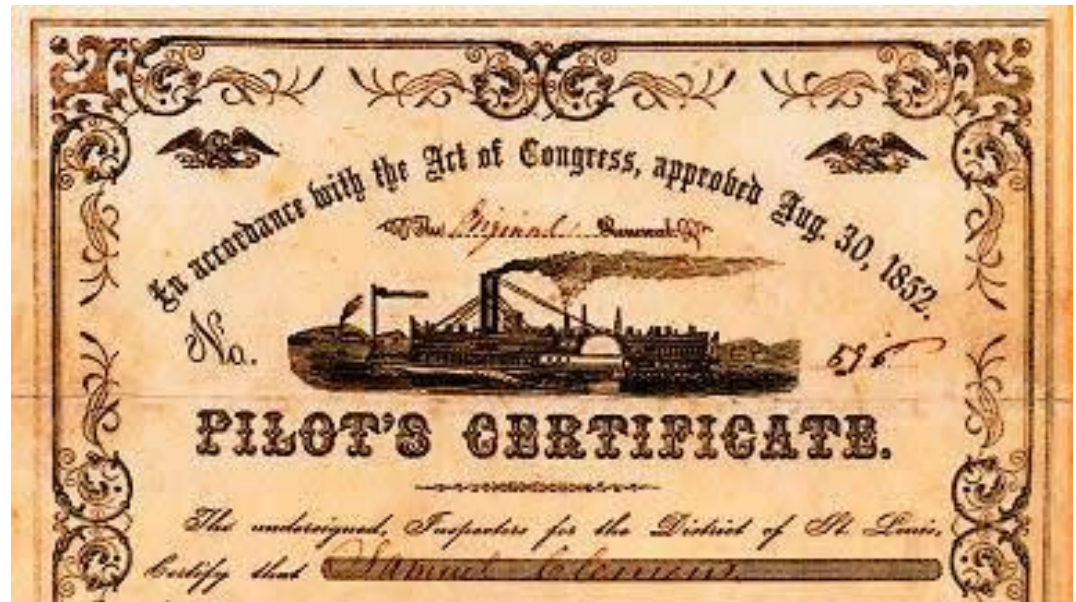 In accordance with the Act of Congress, approved Aug. 30, 1852.
The Original Renewal
No.
PILOT'S CERTIFICATE.
The undersigned, Inspectors for the District of St. Louis,
Certify that Samuel Clemens